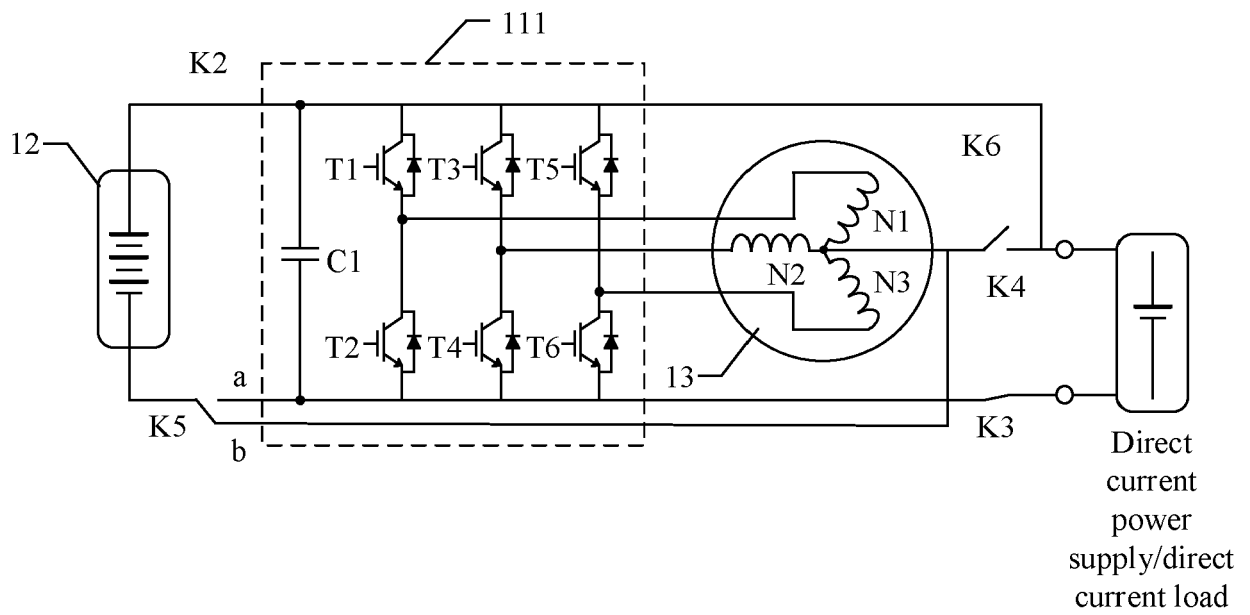 111
K2
12
K6
T1
T3
T5
N1
C1
N2
N3
K4
T2
T4
T6
13
a
K5
K3
b
Direct
current
power
supply/direct
current load